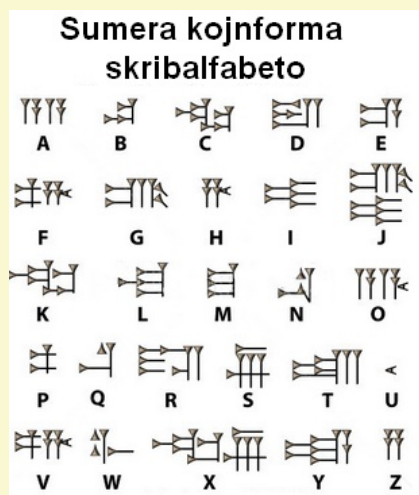 Sumera kojnforma
skribalfabeto
A B C D E
F G H I J
K L M N O
P Q R S T U
V W X Y Z